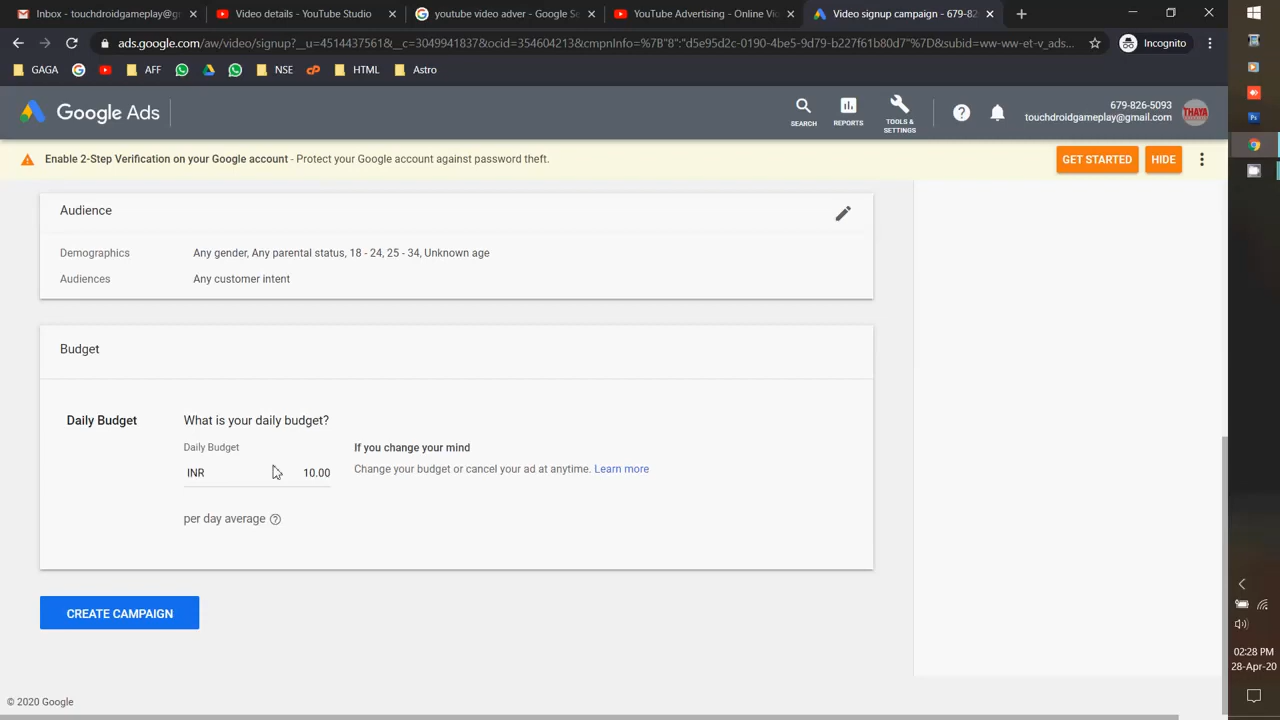 Inbox - touchdroidgameplay@gm
Video details - YouTube Studio
youtube video adver - Google Se
YouTube Advertising - Online Vi
Video signup campaign - 679-82
ads.google.com/aw/video/signup?__u=4514437561&__c=3049941837&ocid=354604213&cmpnInfo=%7B"8":"d5e95d2c-0190-4be5-9d79-b227f61b80d7"%7D&subid=ww-ww-et-v_ads...
Incognito
GAGA
AFF
NSE
HTML
Astro
Google Ads
SEARCH
REPORTS
TOOLS &
SETTINGS
679-826-5093
touchdroidgameplay@gmail.com
THAYA
Enable 2-Step Verification on your Google account - Protect your Google account against password theft.
GET STARTED
HIDE
Audience
Demographics
Any gender, Any parental status, 18 - 24, 25 - 34, Unknown age
Audiences
Any customer intent
Budget
Daily Budget
What is your daily budget?
Daily Budget
If you change your mind
INR 10.00
Change your budget or cancel your ad at anytime. Learn more
per day average
CREATE CAMPAIGN
© 2020 Google
02:28 PM
28-Apr-20